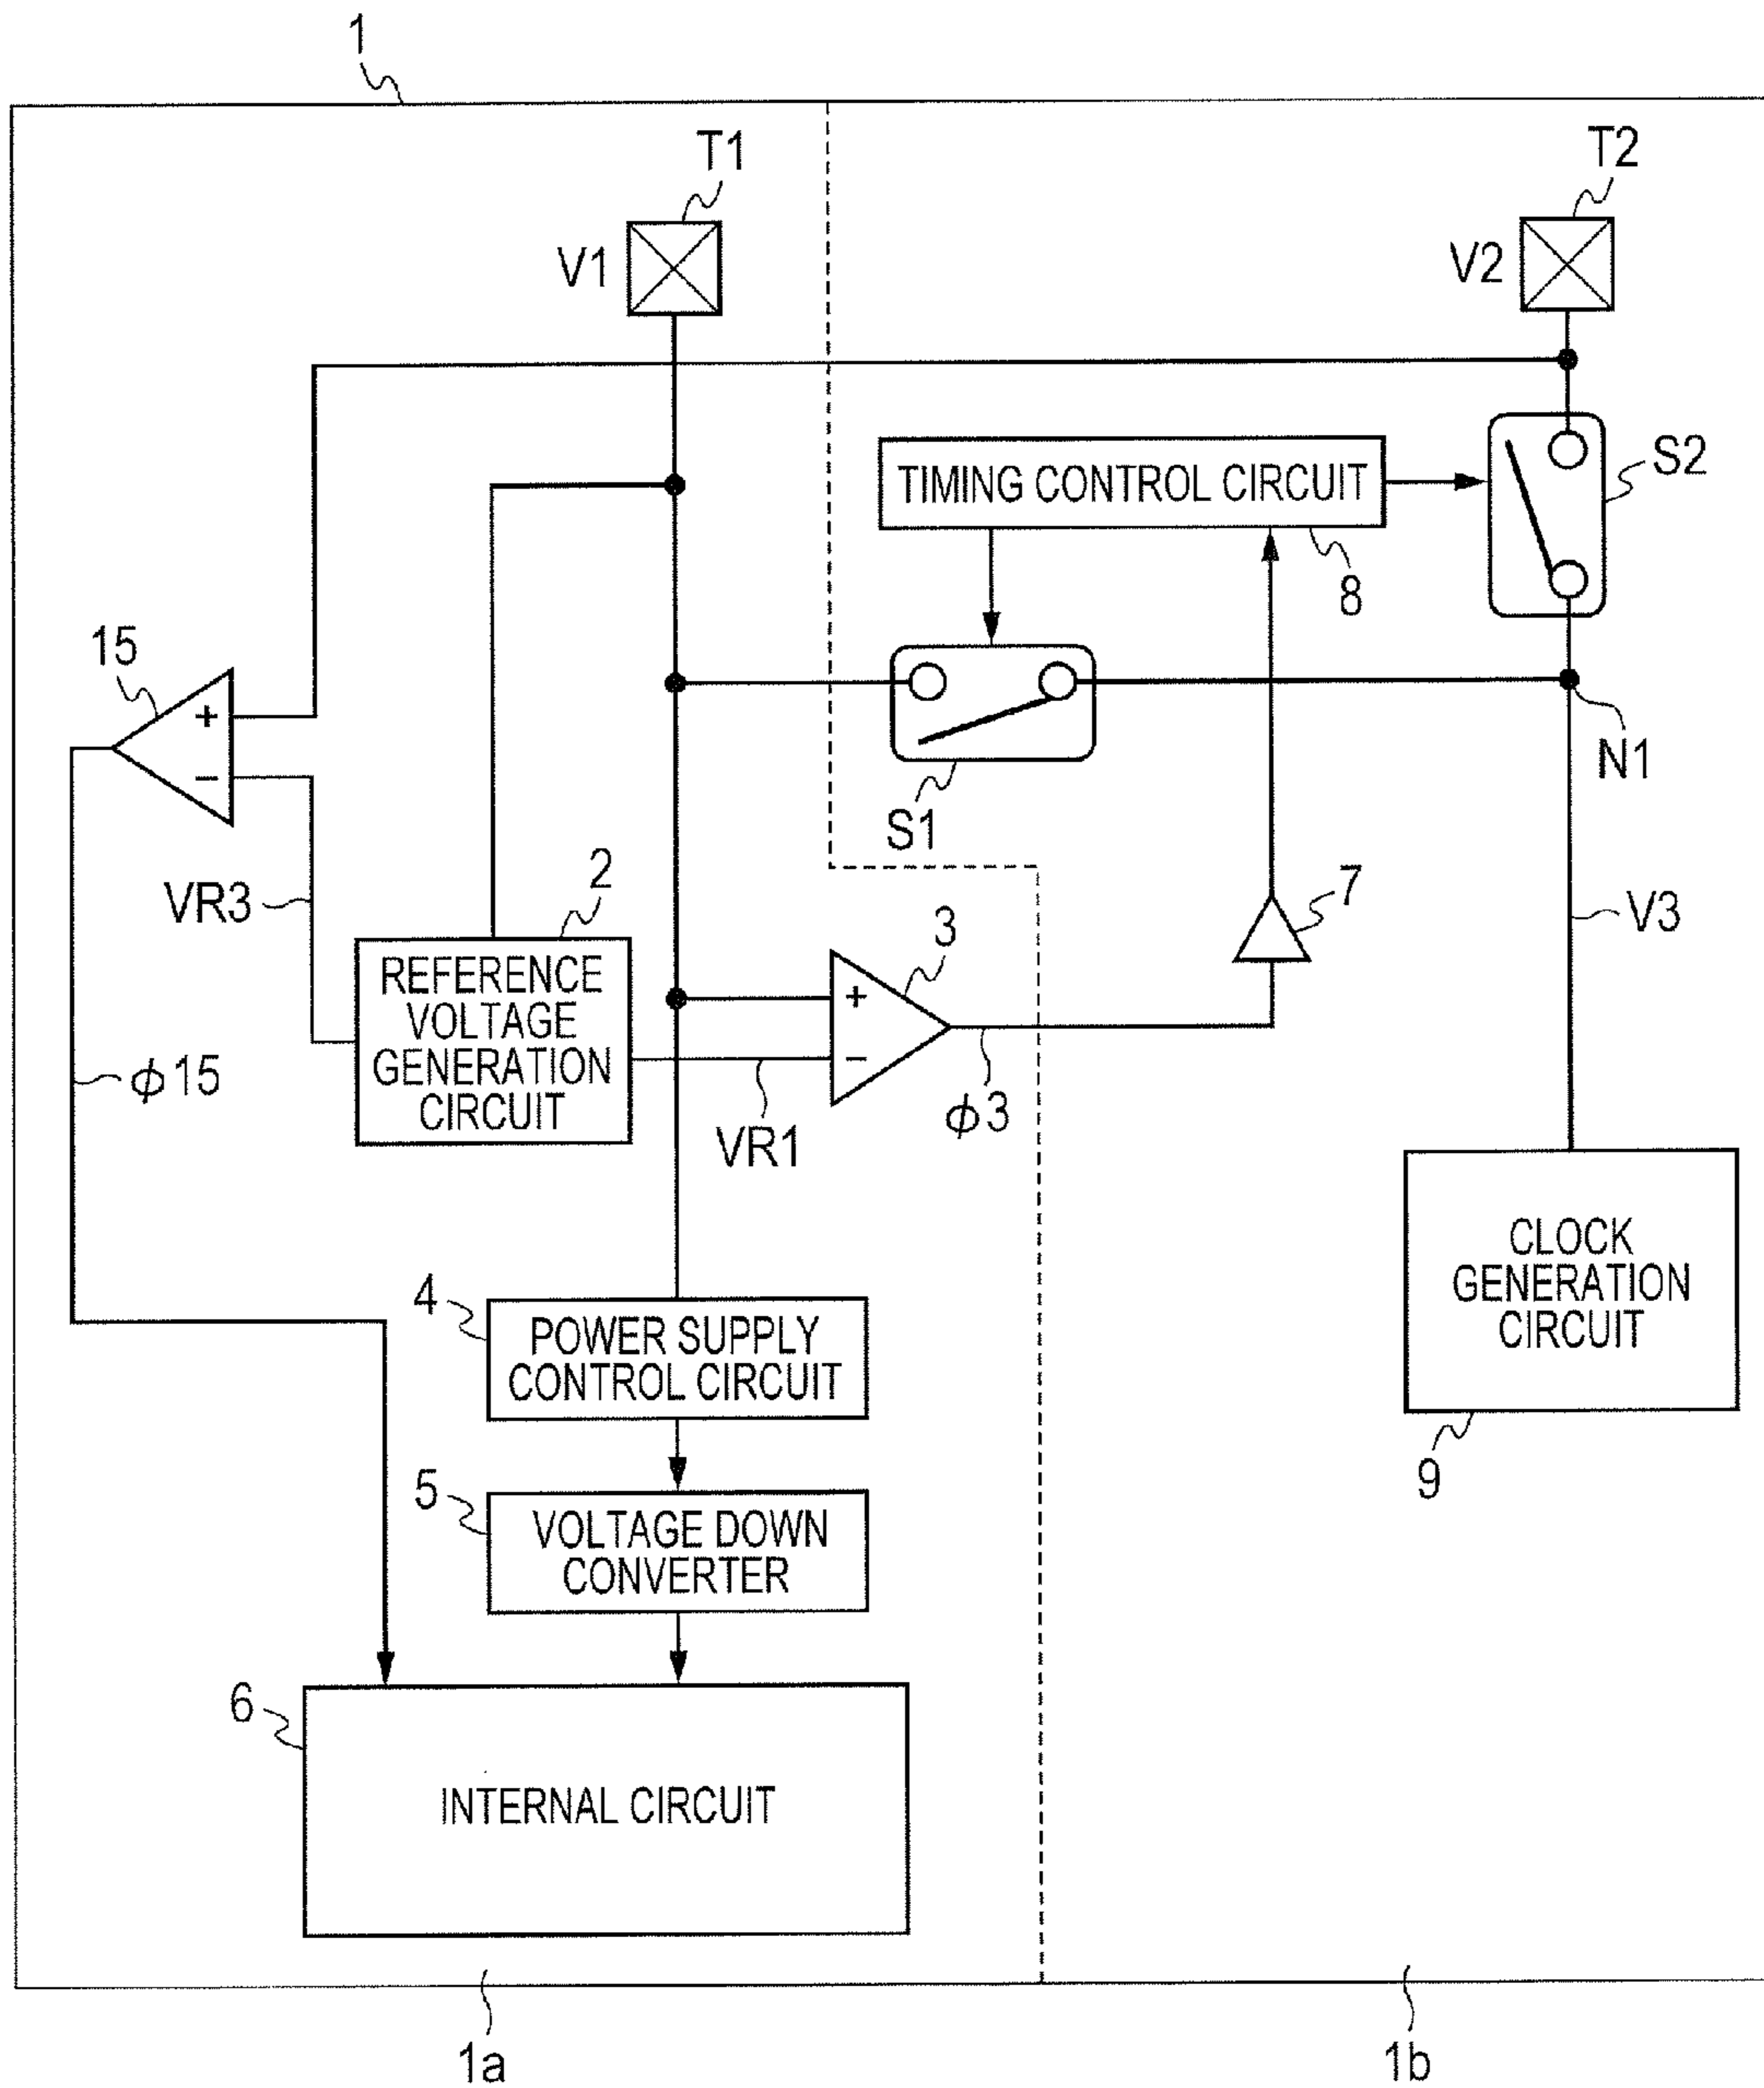 1
T1
T2
V1
V2
TIMING CONTROL CIRCUIT
S2
8
15
+
−
S1
N1
VR3
2
3
7
V3
REFERENCE
VOLTAGE
GENERATION
CIRCUIT
+
−
φ15
VR1
φ3
CLOCK
GENERATION
CIRCUIT
4
POWER SUPPLY
CONTROL CIRCUIT
9
5
VOLTAGE DOWN
CONVERTER
6
INTERNAL CIRCUIT
1a
1b